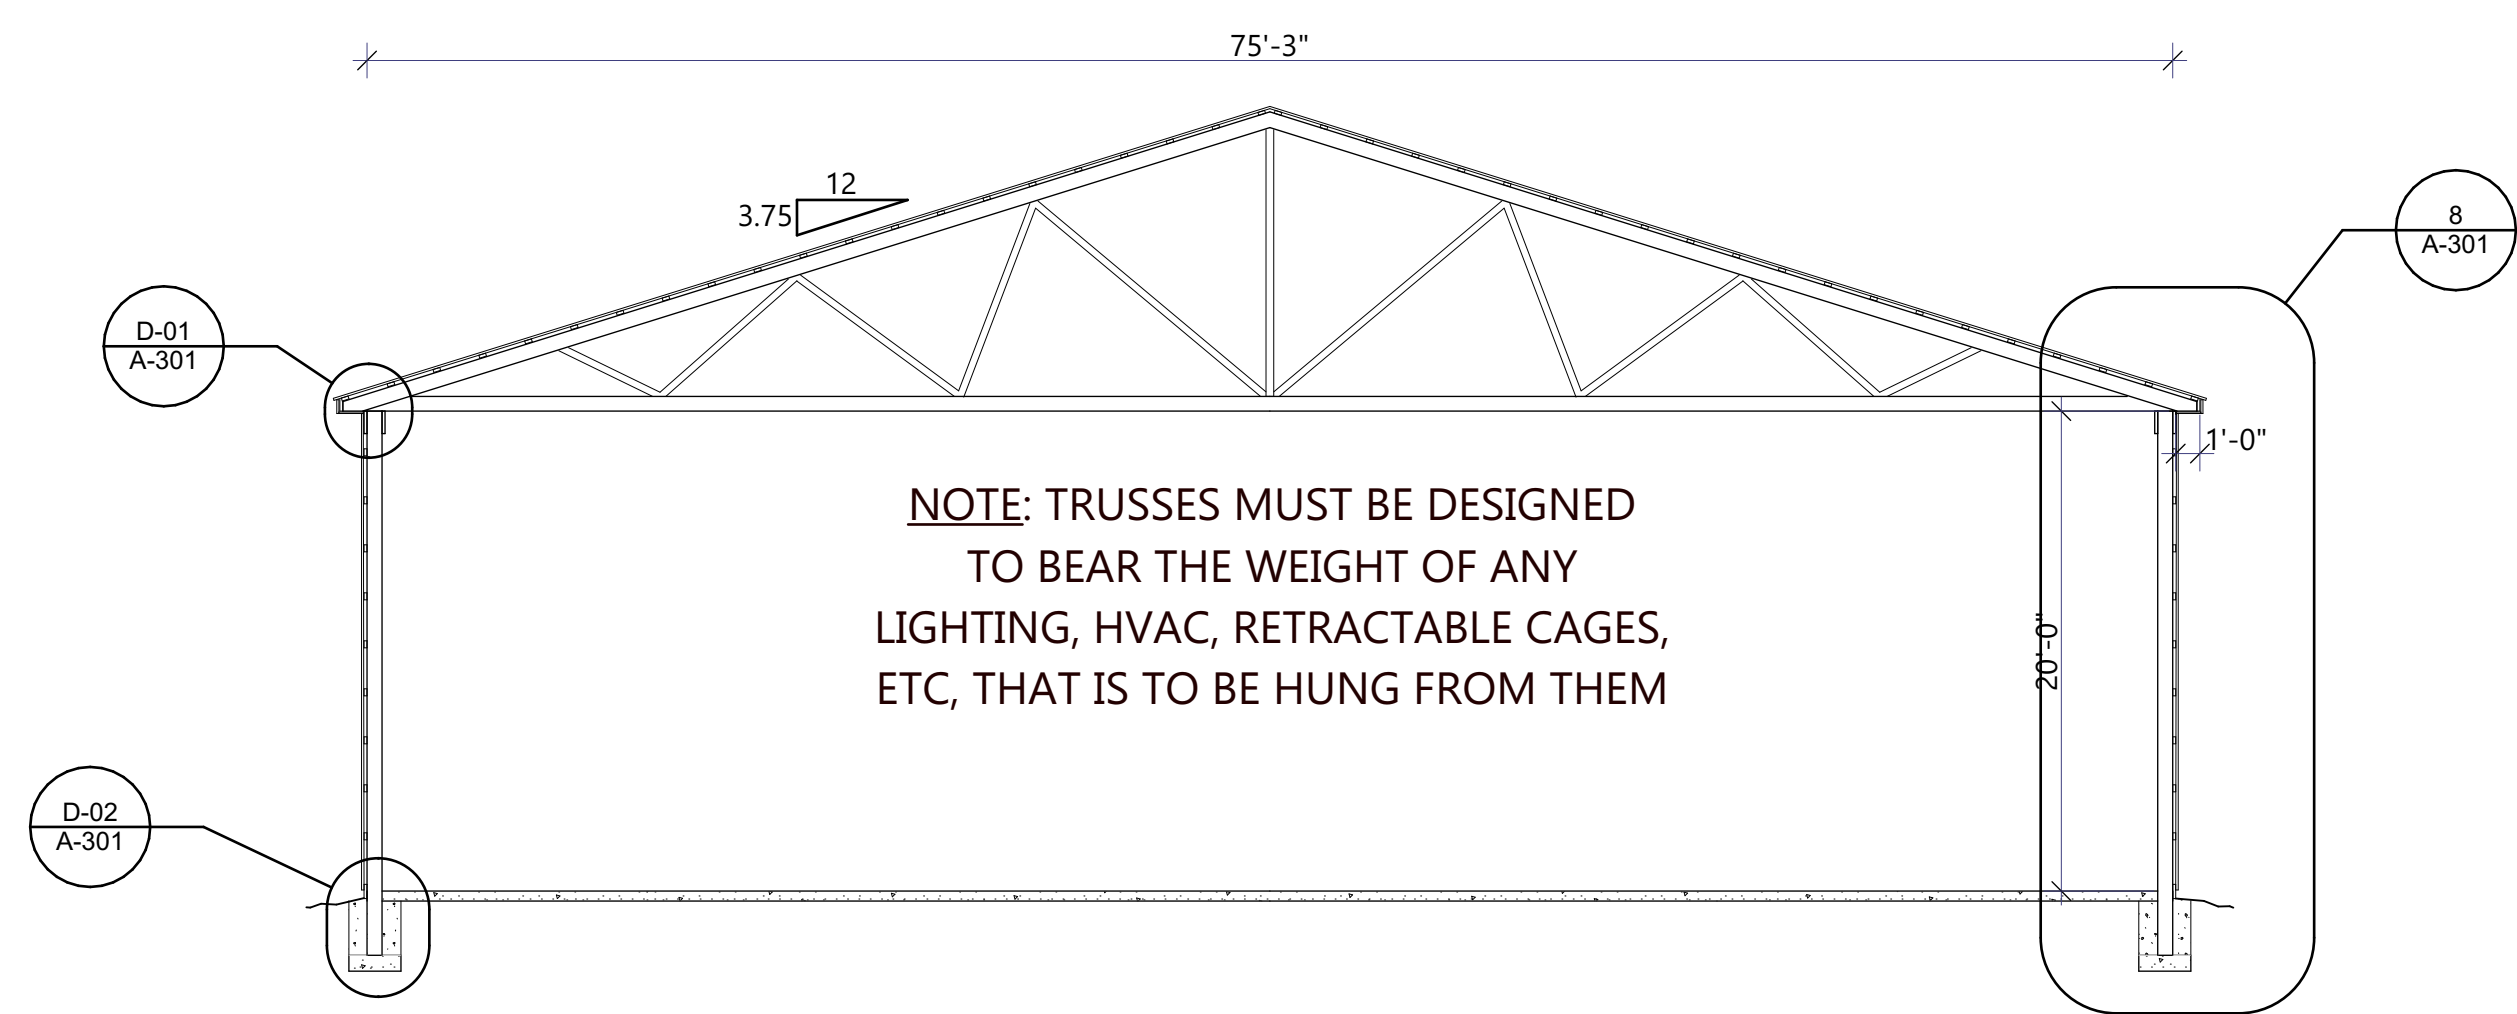 75'-3"
12
3.75
8
A-301
D-01
A-301
1'-0"
NOTE: TRUSSES MUST BE DESIGNED
TO BEAR THE WEIGHT OF ANY
LIGHTING, HVAC, RETRACTABLE CAGES,
ETC, THAT IS TO BE HUNG FROM THEM
20'-0"
D-02
A-301